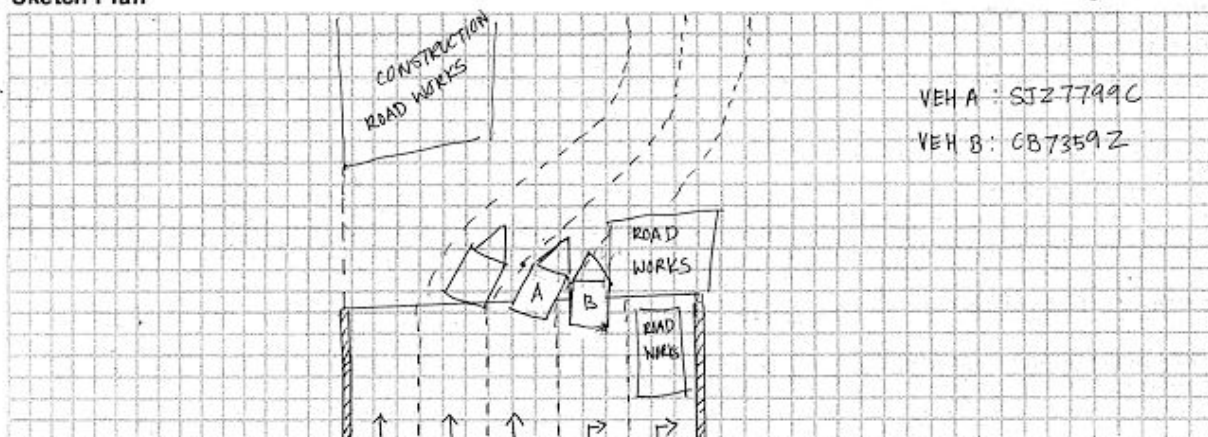 Sketch Plan
CONSTRUCTION
ROAD WORKS
VEH A : SJZ7799C
VEH B : CB7359Z
ROAD
WORKS
A
B
ROAD
WORKS